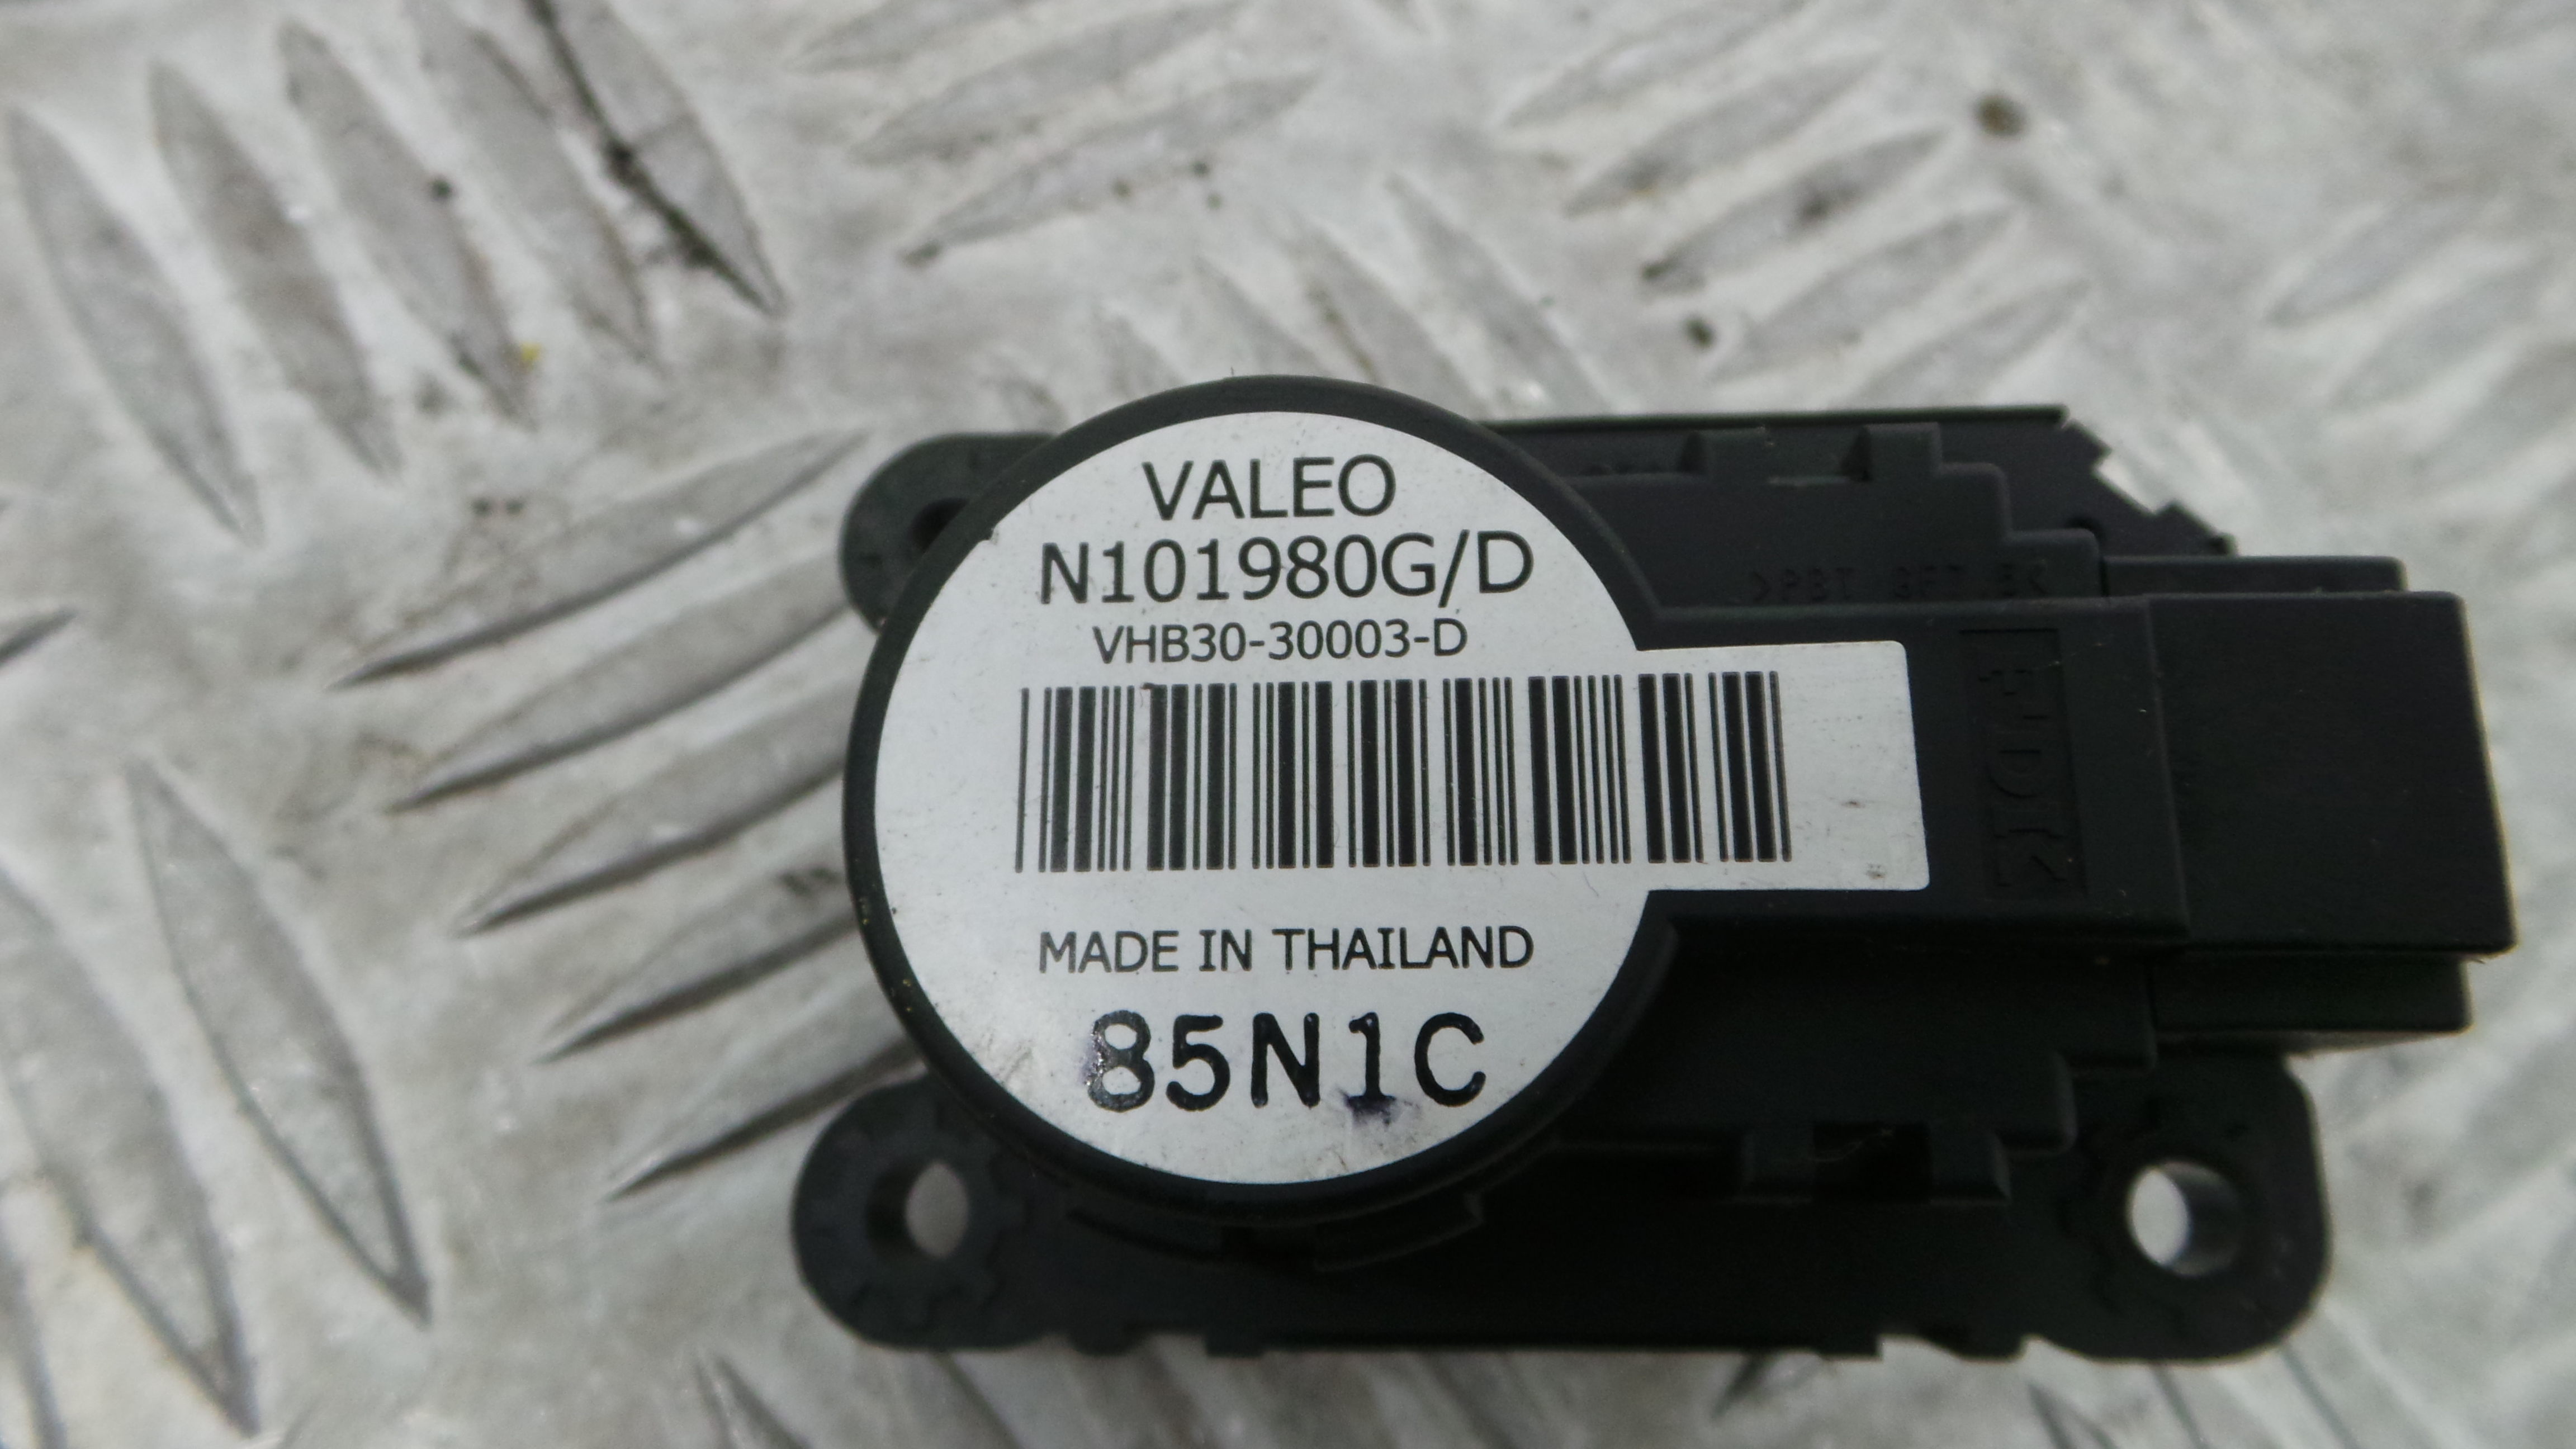 VALEO
N101980G/D
VHB30-30003-D
MADE IN THAILAND
85N1C